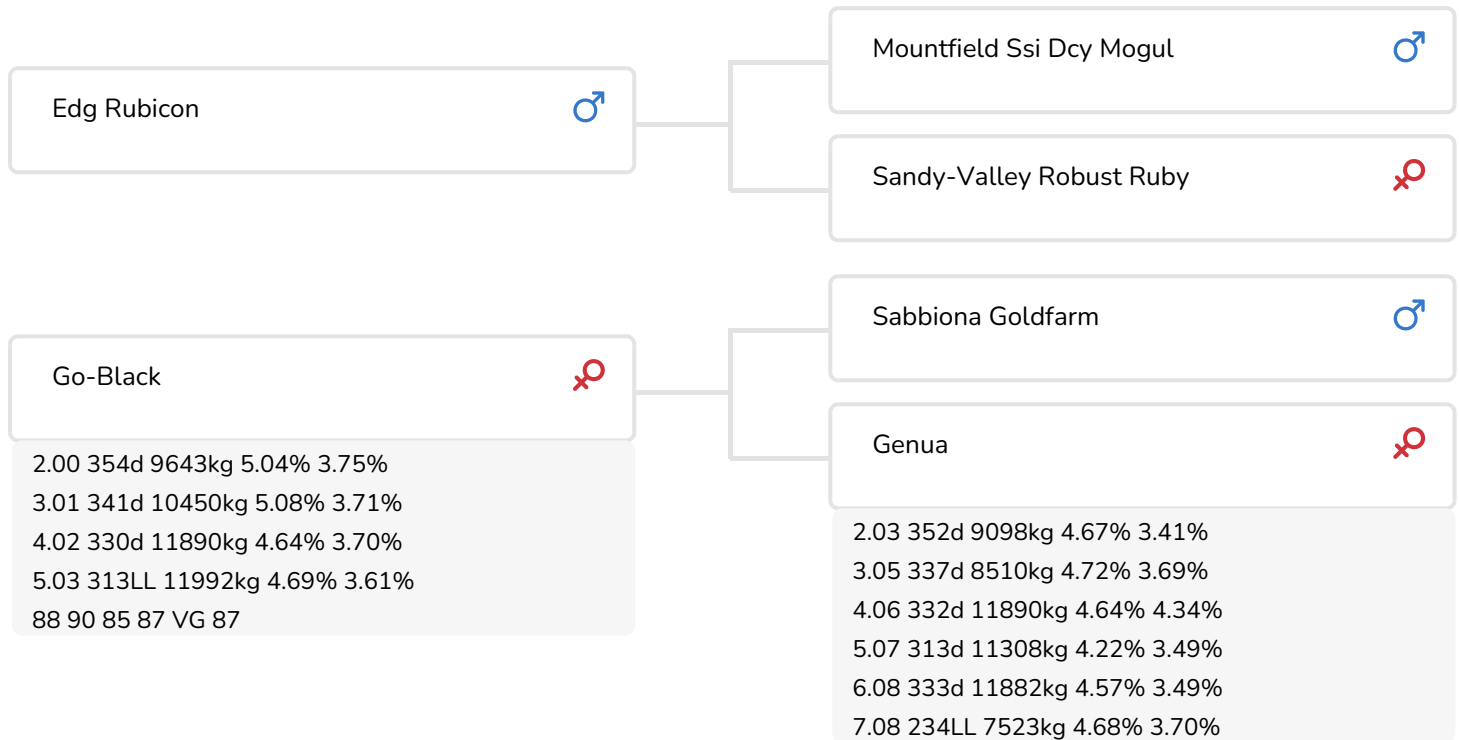 Mountfield Ssi Dcy Mogul
Edg Rubicon
Sandy-Valley Robust Ruby
Sabbiona Goldfarm
Go-Black
2.00 354d 9643kg 5.04% 3.75%
3.01 341d 10450kg 5.08% 3.71%
4.02 330d 11890kg 4.64% 3.70%
5.03 313LL 11992kg 4.69% 3.61%
88 90 85 87 VG 87
Genua
2.03 352d 9098kg 4.67% 3.41%
3.05 337d 8510kg 4.72% 3.69%
4.06 332d 11890kg 4.64% 4.34%
5.07 313d 11308kg 4.22% 3.49%
6.08 333d 11882kg 4.57% 3.49%
7.08 234LL 7523kg 4.68% 3.70%